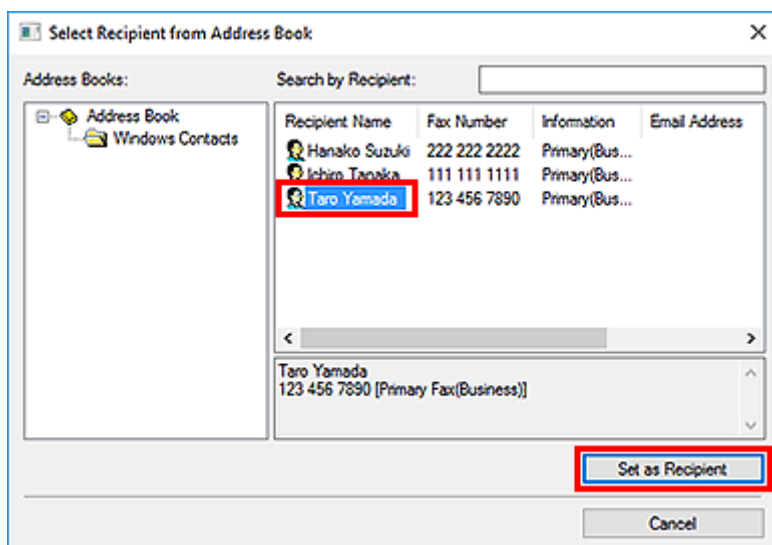 Select Recipient from Address Book
Address Books:
Search by Recipient:
Address Book
Windows Contacts
Recipient Name Fax Number Information Email Address
Hanako Suzuki 222 222 2222 Primary(Bus...
Ichiro Tanaka 111 111 1111 Primary(Bus...
Taro Yamada 123 456 7890 Primary(Bus...
Taro Yamada
123 456 7890 [Primary Fax(Business)]
Set as Recipient
Cancel